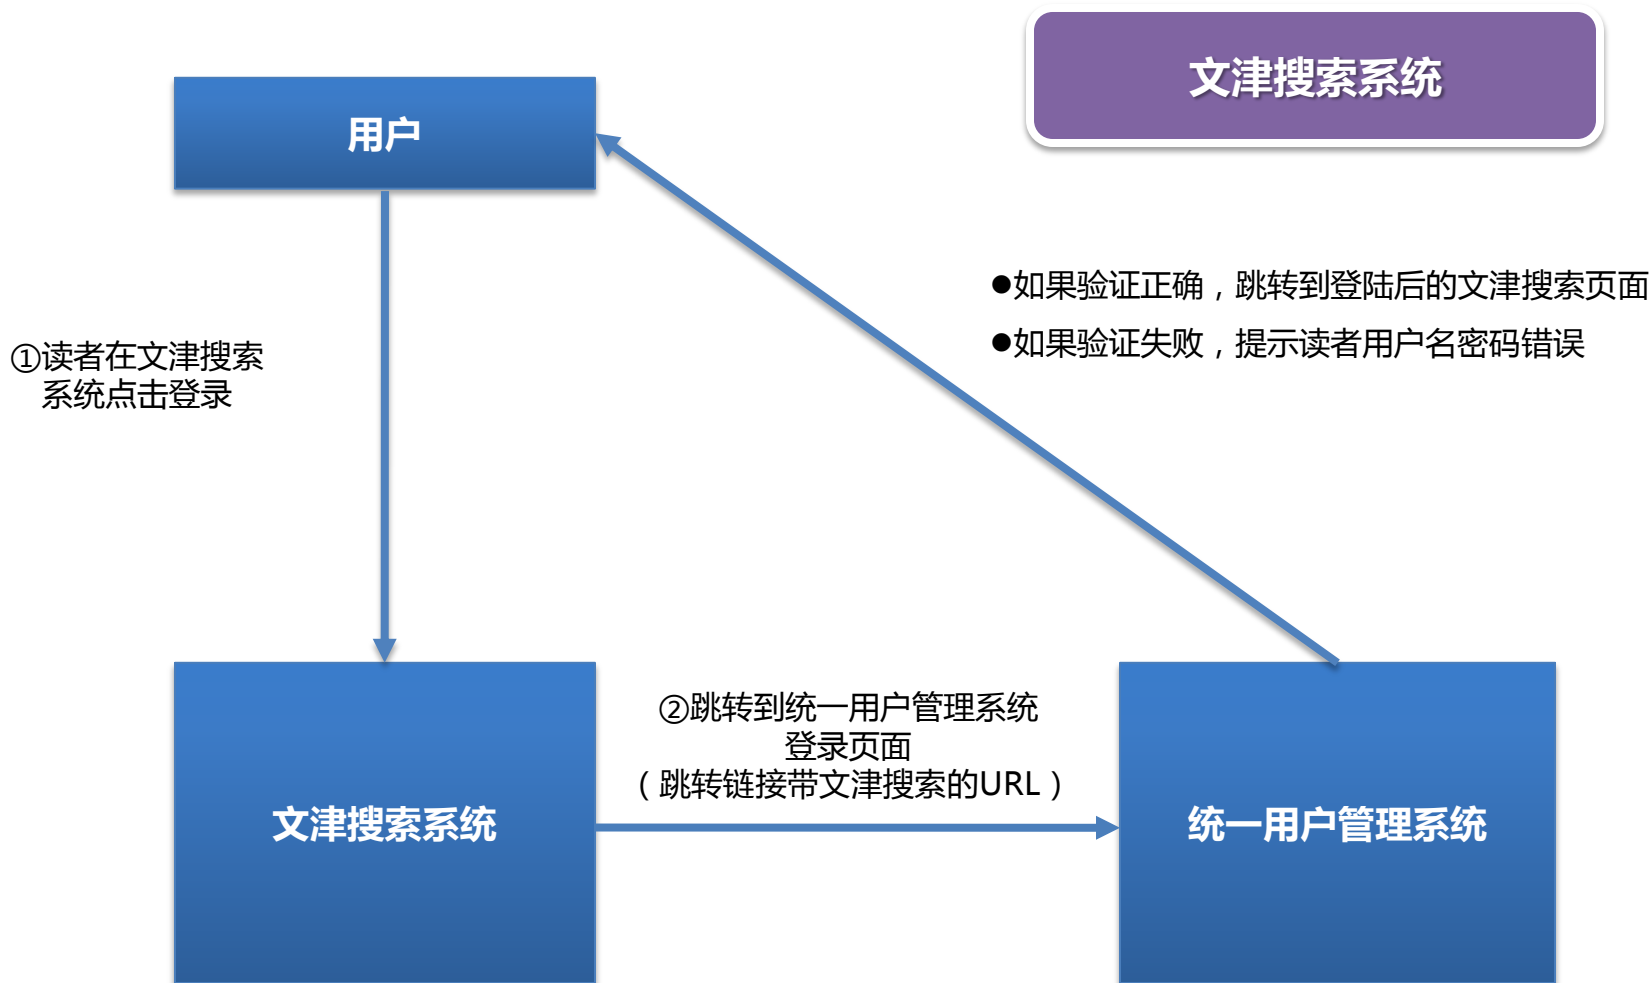 文津搜索系统
用户
●如果验证正确，跳转到登陆后的文津搜索页面
●如果验证失败，提示读者用户名密码错误
①读者在文津搜索
系统点击登录
②跳转到统一用户管理系统
登录页面
（跳转链接带文津搜索的URL）
文津搜索系统
统一用户管理系统